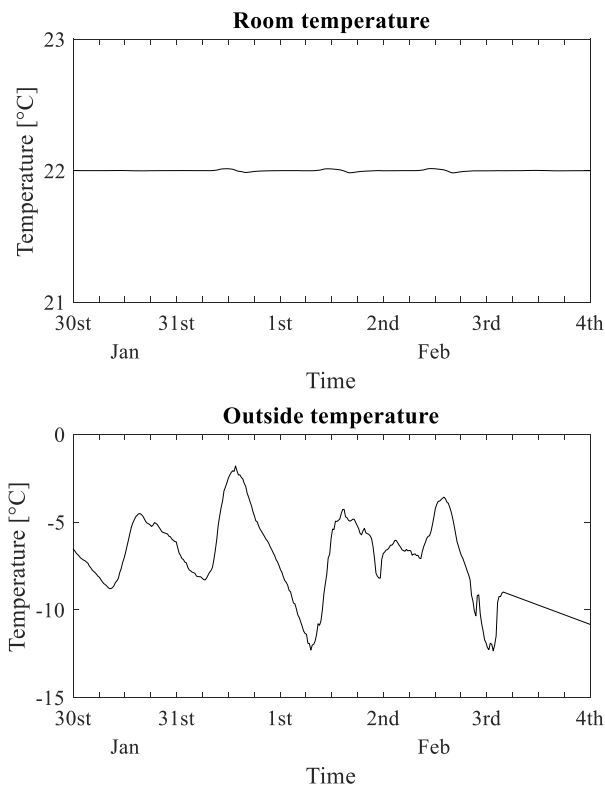 Room temperature
23
22
21
Temperature [°C]
30st 31st 1st 2nd 3rd 4th
Jan Feb
Time
Outside temperature
0
-5
-10
-15
Temperature [°C]
30st 31st 1st 2nd 3rd 4th
Jan Feb
Time